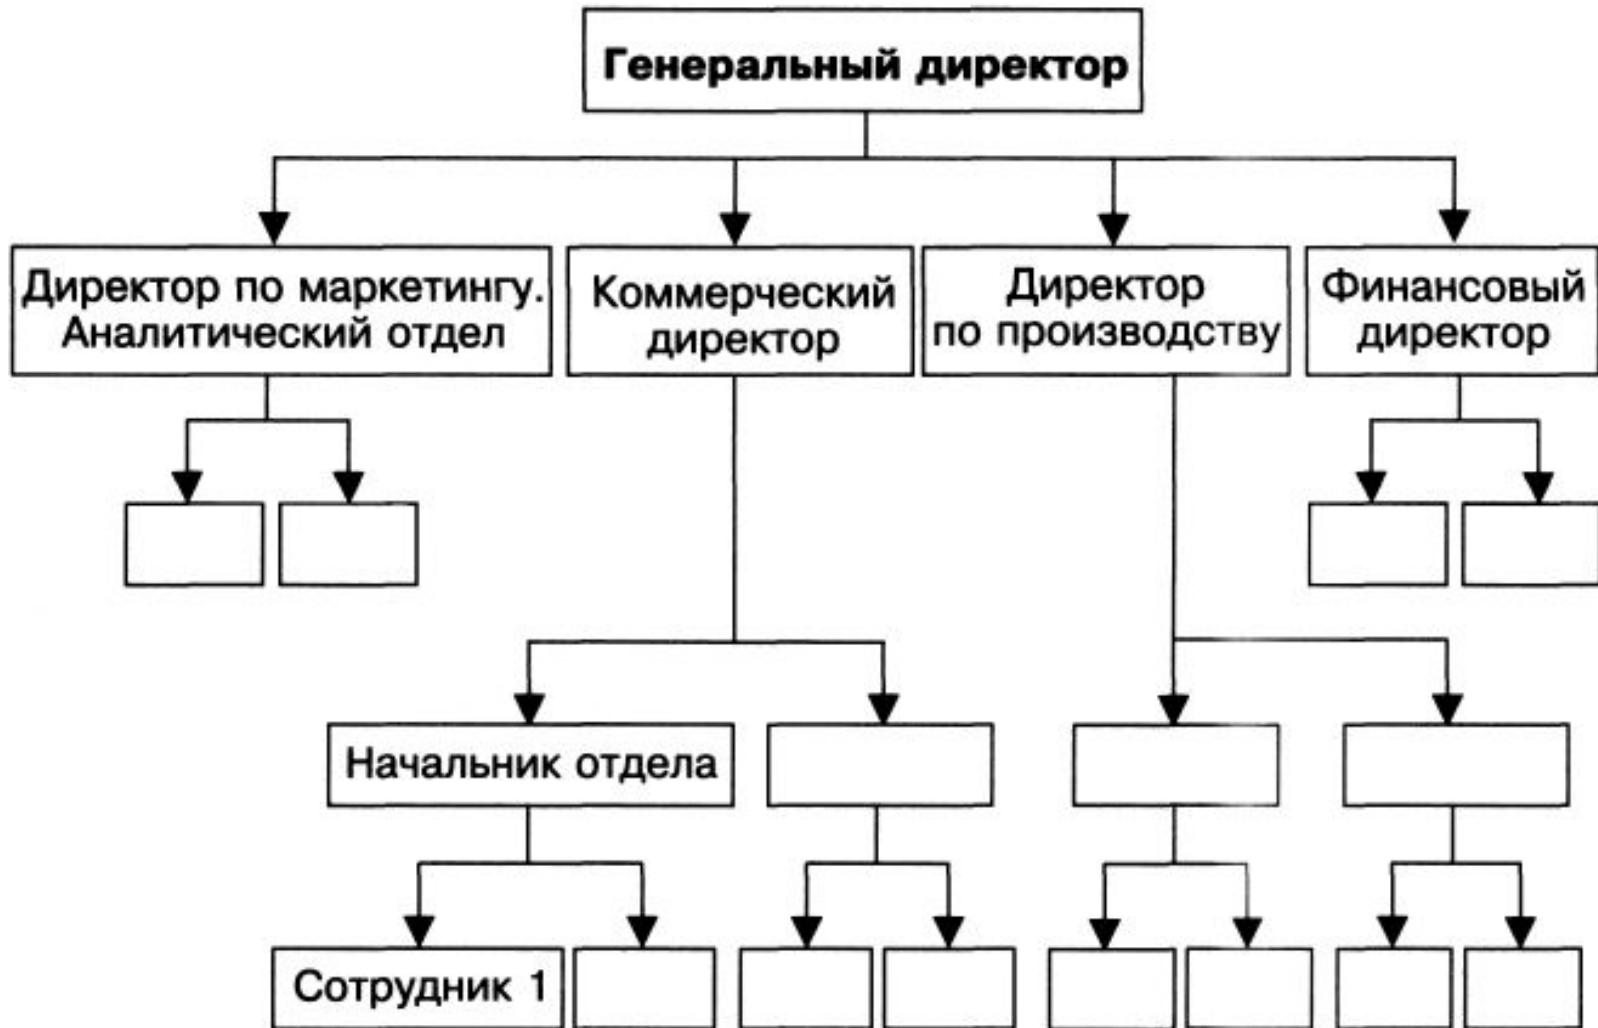 Генеральный директор
Директор по маркетингу.
Аналитический отдел
Коммерческий
директор
Директор
по производству
Финансовый
директор
Начальник отдела
Сотрудник 1